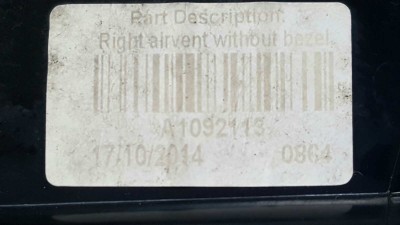 Part Description:
Right airvent without bezel.
A1092113
17/10/2014 0864